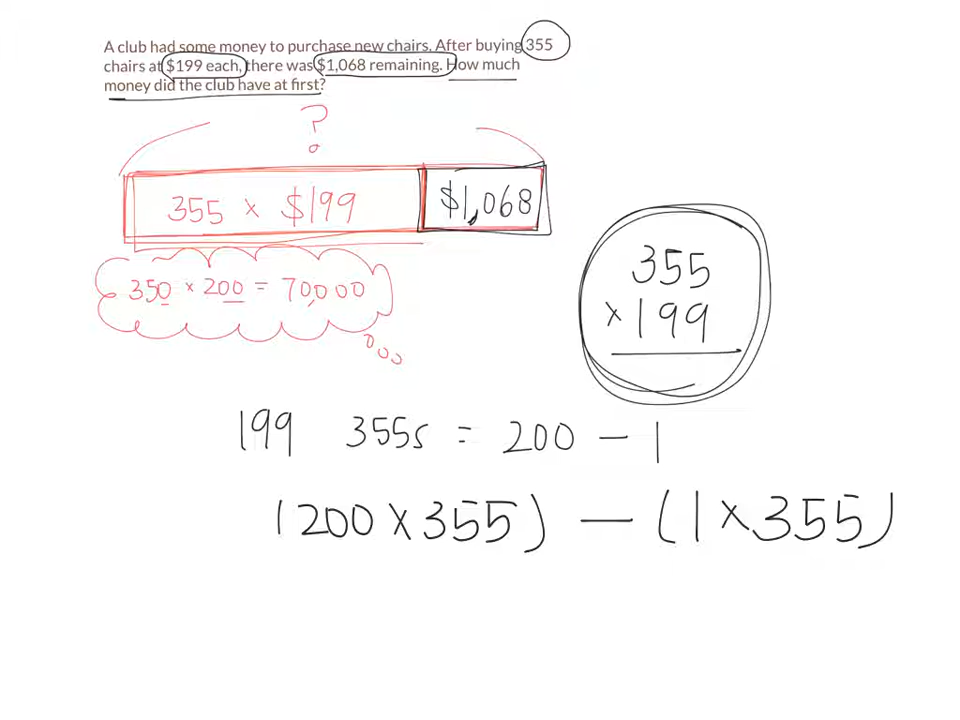 A club had some money to purchase new chairs. After buying 355
chairs at $199 each, there was $1,068 remaining. How much
money did the club have at first?
?
355 × $199 $1,068
350 × 200 = 70,000
355
×199
199 355s = 200 − 1
(200 × 355) − (1 × 355)